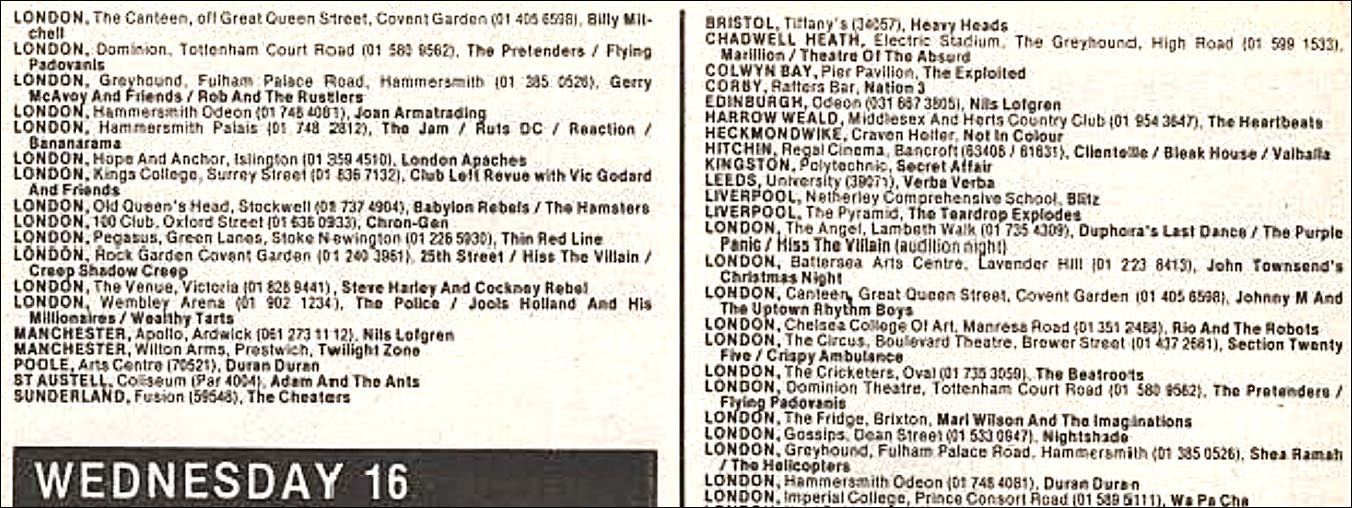 LONDON, The Canteen, off Great Queen Street, Covent Garden (01 405 6598), Billy Mit-
chell
LONDON, Dominion, Tottenham Court Road (01 580 9562), The Pretenders / Flying
Padovanis
LONDON, Greyhound, Fulham Palace Road, Hammersmith (01 385 0526), Gerry
McAvoy And Friends / Rob And The Rustlers
LONDON, Hammersmith Odeon (01 748 4081), Joan Armatrading
LONDON, Hammersmith Palais (01 748 2812), The Jam / Ruts DC / Reaction /
Bananarama
LONDON, Hope And Anchor, Islington (01 359 4510), London Apaches
LONDON, Kings College, Surrey Street (01 836 7132), Club Left Revue with Vic Godard
And Friends
LONDON, Old Queen's Head, Stockwell (01 737 4904), Babylon Rebels / The Hamsters
LONDON, 100 Club, Oxford Street (01 636 0933), Chron-Gen
LONDON, Pegasus, Green Lanes, Stoke Newington (01 226 5930), Thin Red Line
LONDON, Rock Garden Covent Garden (01 240 3961), 25th Street / Hiss The Villain /
Creep Shadow Creep
LONDON, The Venue, Victoria (01 828 9441), Steve Harley And Cockney Rebel
LONDON, Wembley Arena (01 902 1234), The Police / Jools Holland And His
Millionaires / Wealthy Tarts
MANCHESTER, Apollo, Ardwick (061 273 1112), Nils Lofgren
MANCHESTER, Wilton Arms, Prestwich, Twilight Zone
POOLE, Arts Centre (70521), Duran Duran
ST AUSTELL, Coliseum (Par 4004), Adam And The Ants
SUNDERLAND, Fusion (59548), The Cheaters
WEDNESDAY 16
BRISTOL, Tiffany's (34057), Heavy Heads
CHADWELL HEATH, Electric Stadium, The Greyhound, High Road (01 599 1533),
Marillion / Theatre Of The Absurd
COLWYN BAY, Pier Pavilion, The Exploited
CORBY, Rafters Bar, Nation 3
EDINBURGH, Odeon (031 667 3805), Nils Lofgren
HARROW WEALD, Middlesex And Herts Country Club (01 954 3647), The Heartbeats
HECKMONDWIKE, Craven Heifer, Not In Colour
HITCHIN, Regal Cinema, Bancroft (63406 / 61631), Clientelle / Bleak House / Valhalla
KINGSTON, Polytechnic, Secret Affair
LEEDS, University (39071), Verba Verba
LIVERPOOL, Netherley Comprehensive School, Blitz
LIVERPOOL, The Pyramid, The Teardrop Explodes
LONDON, The Angel, Lambeth Walk (01 735 4309), Duphoira's Last Dance / The Purple
Panic / Hiss The Villain (audition night)
LONDON, Battersea Arts Centre, Lavender Hill (01 223 8413), John Townsend's
Christmas Night
LONDON, Canteen, Great Queen Street, Covent Garden (01 405 6598), Johnny M And
The Uptown Rhythm Boys
LONDON, Chelsea College Of Art, Manresa Road (01 351 2488), Rio And The Robots
LONDON, The Circus, Boulevard Theatre, Brewer Street (01 437 2661), Section Twenty
Five / Crispy Ambulance
LONDON, The Cricketers, Oval (01 735 3059), The Beatroots
LONDON, Dominion Theatre, Tottenham Court Road (01 580 9562), The Pretenders /
Flying Padovanis
LONDON, The Fridge, Brixton, Marl Wilson And The Imaginations
LONDON, Gossips, Dean Street (01 533 0647), Nightshade
LONDON, Greyhound, Fulham Palace Road, Hammersmith (01 385 0526), Shea Ramah
/ The Helicopters
LONDON, Hammersmith Odeon (01 748 4081), Duran Duran
LONDON, Imperial College, Prince Consort Road (01 589 5111), Wa Pa Cha